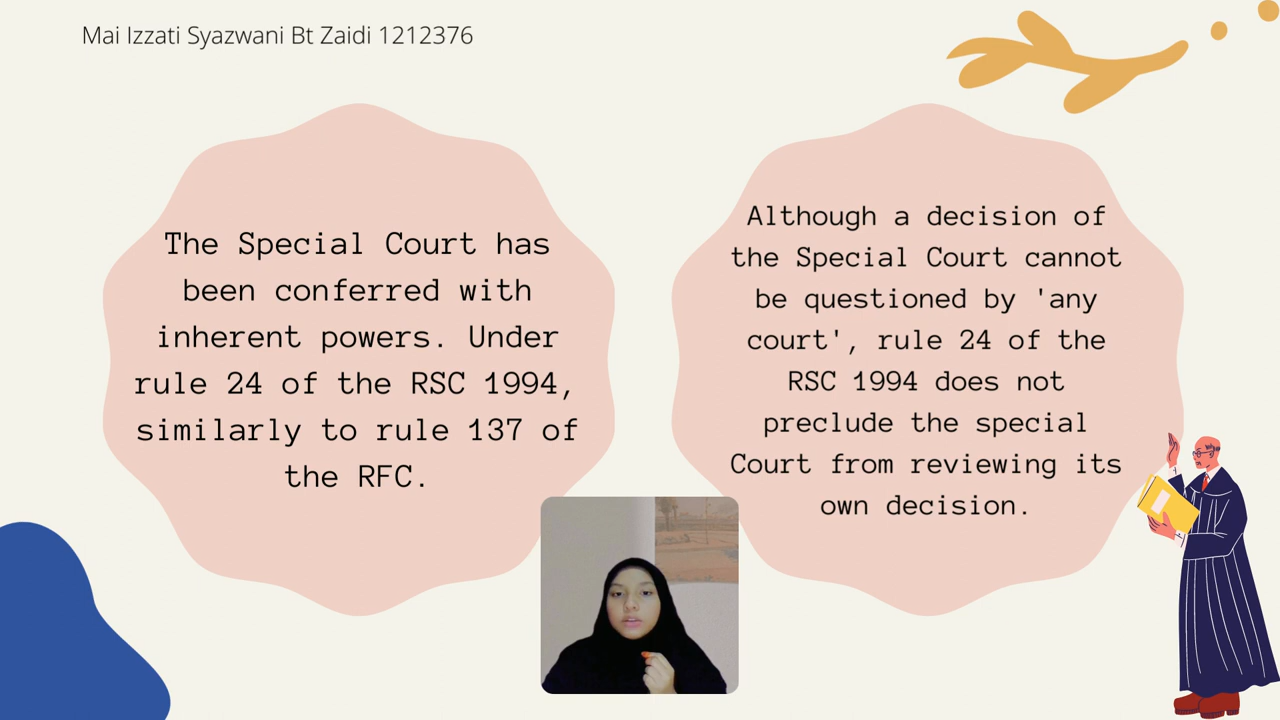 Mai Izzati Syazwani Bt Zaidi 1212376
The Special Court has
been conferred with
inherent powers. Under
rule 24 of the RSC 1994,
similarly to rule 137 of
the RFC.
Although a decision of
the Special Court cannot
be questioned by 'any
court', rule 24 of the
RSC 1994 does not
preclude the special
Court from reviewing its
own decision.